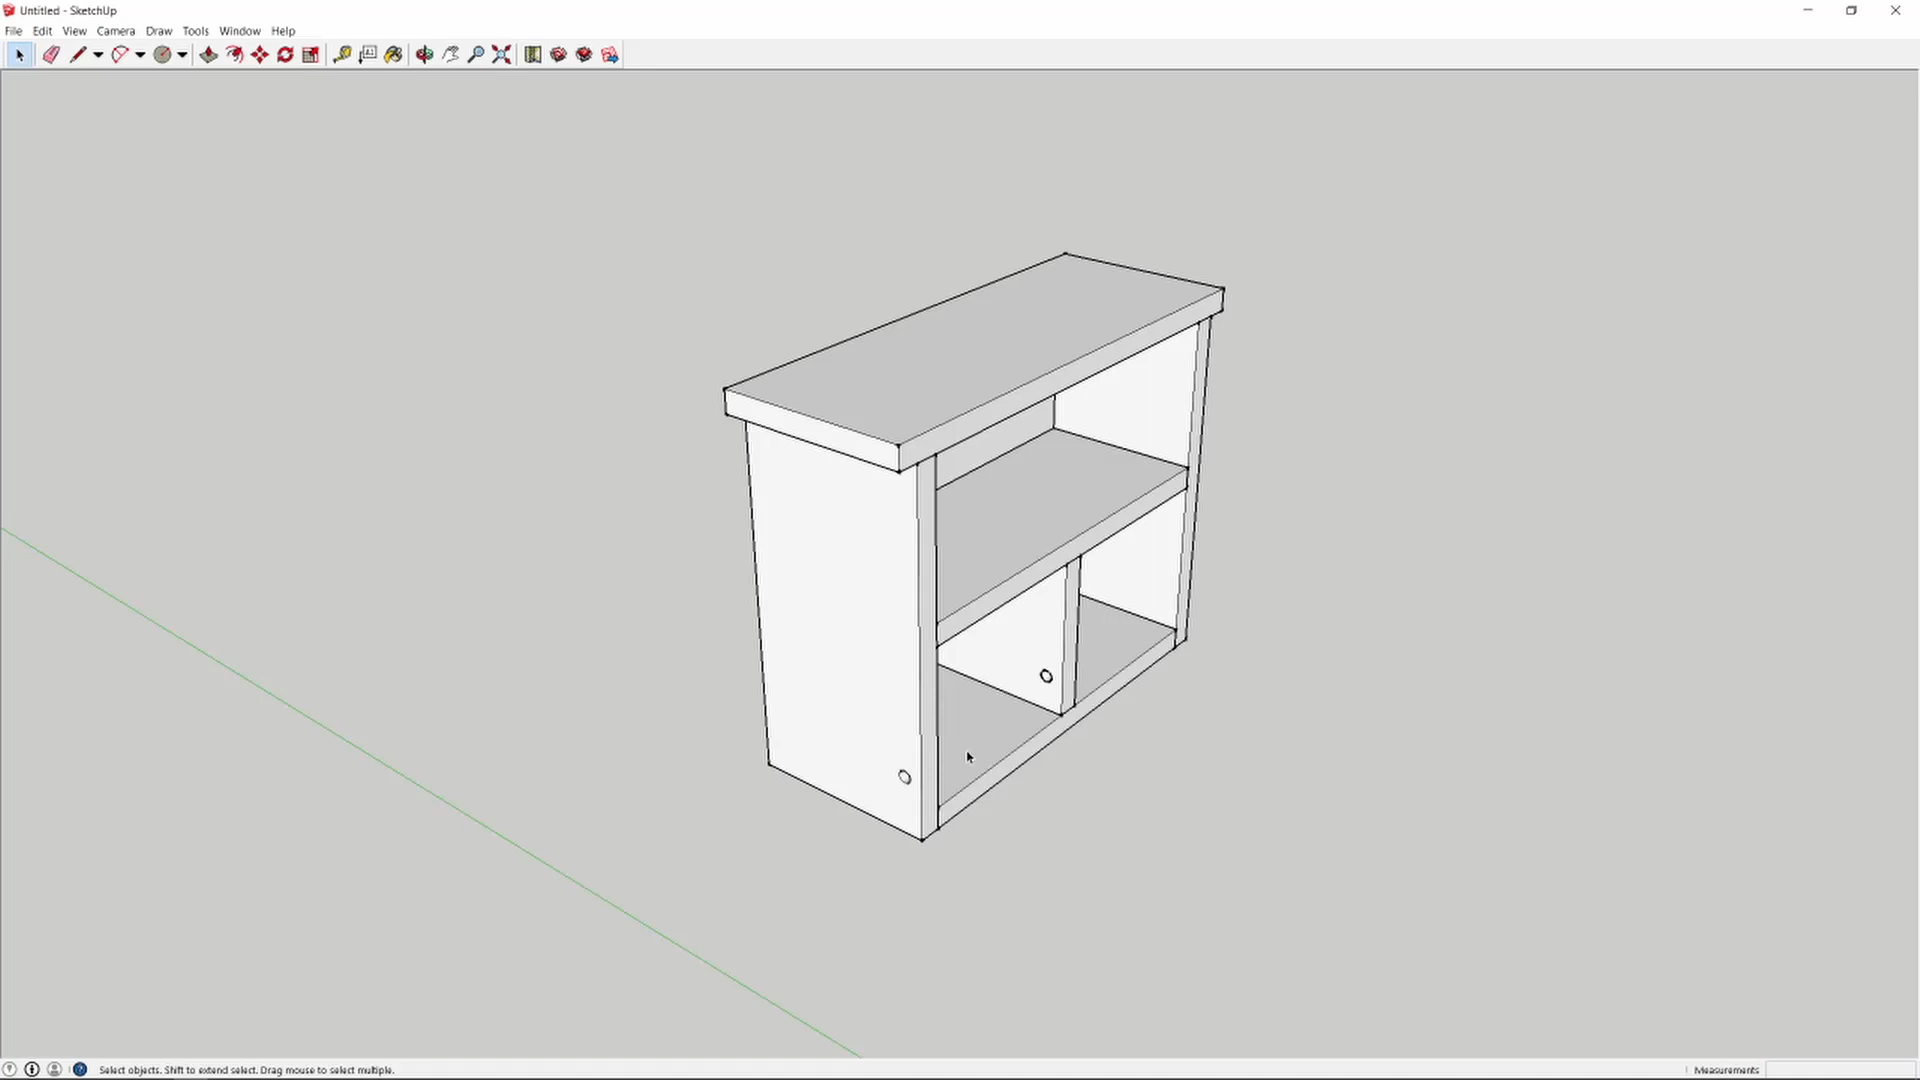 Untitled - SketchUp
File Edit View Camera Draw Tools Window Help
Select objects. Shift to extend select. Drag mouse to select multiple.
Measurements